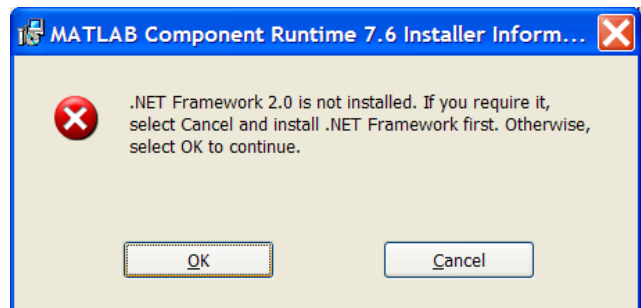 MATLAB Component Runtime 7.6 Installer Inform...
.NET Framework 2.0 is not installed. If you require it,
select Cancel and install .NET Framework first. Otherwise,
select OK to continue.
OK
Cancel